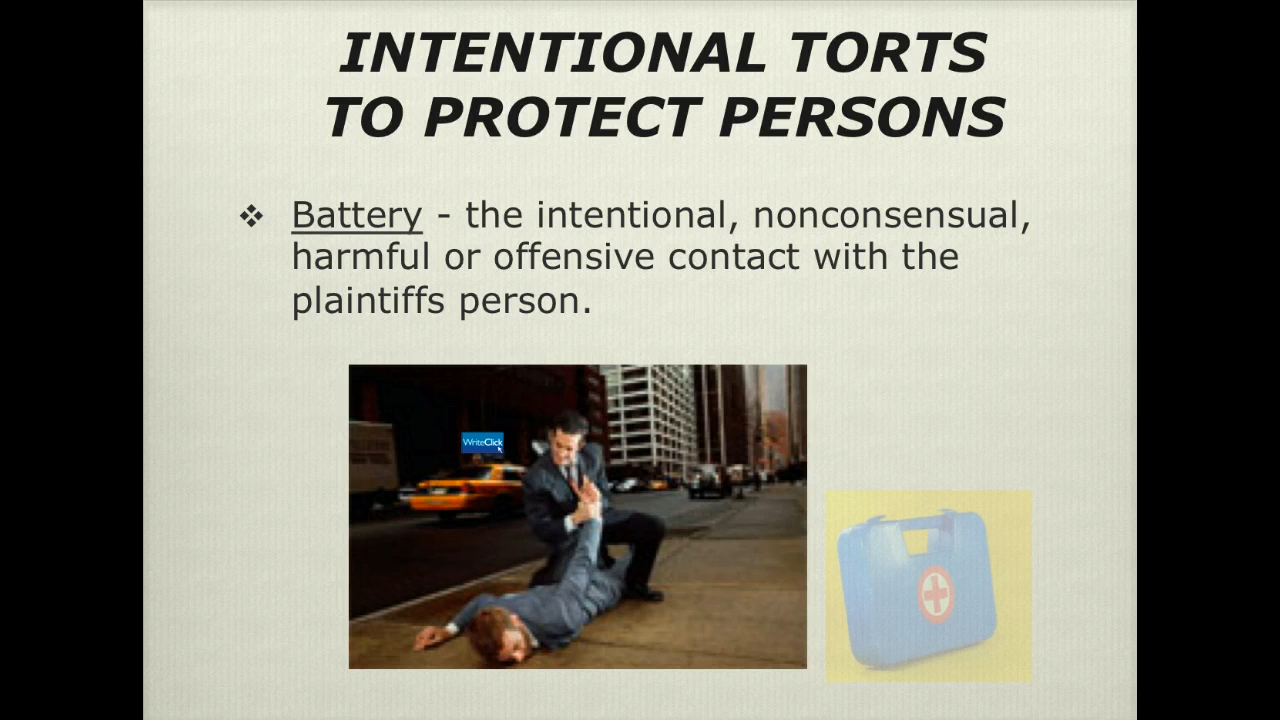 INTENTIONAL TORTS
TO PROTECT PERSONS
❖ Battery - the intentional, nonconsensual,
harmful or offensive contact with the
plaintiffs person.
WriteClick